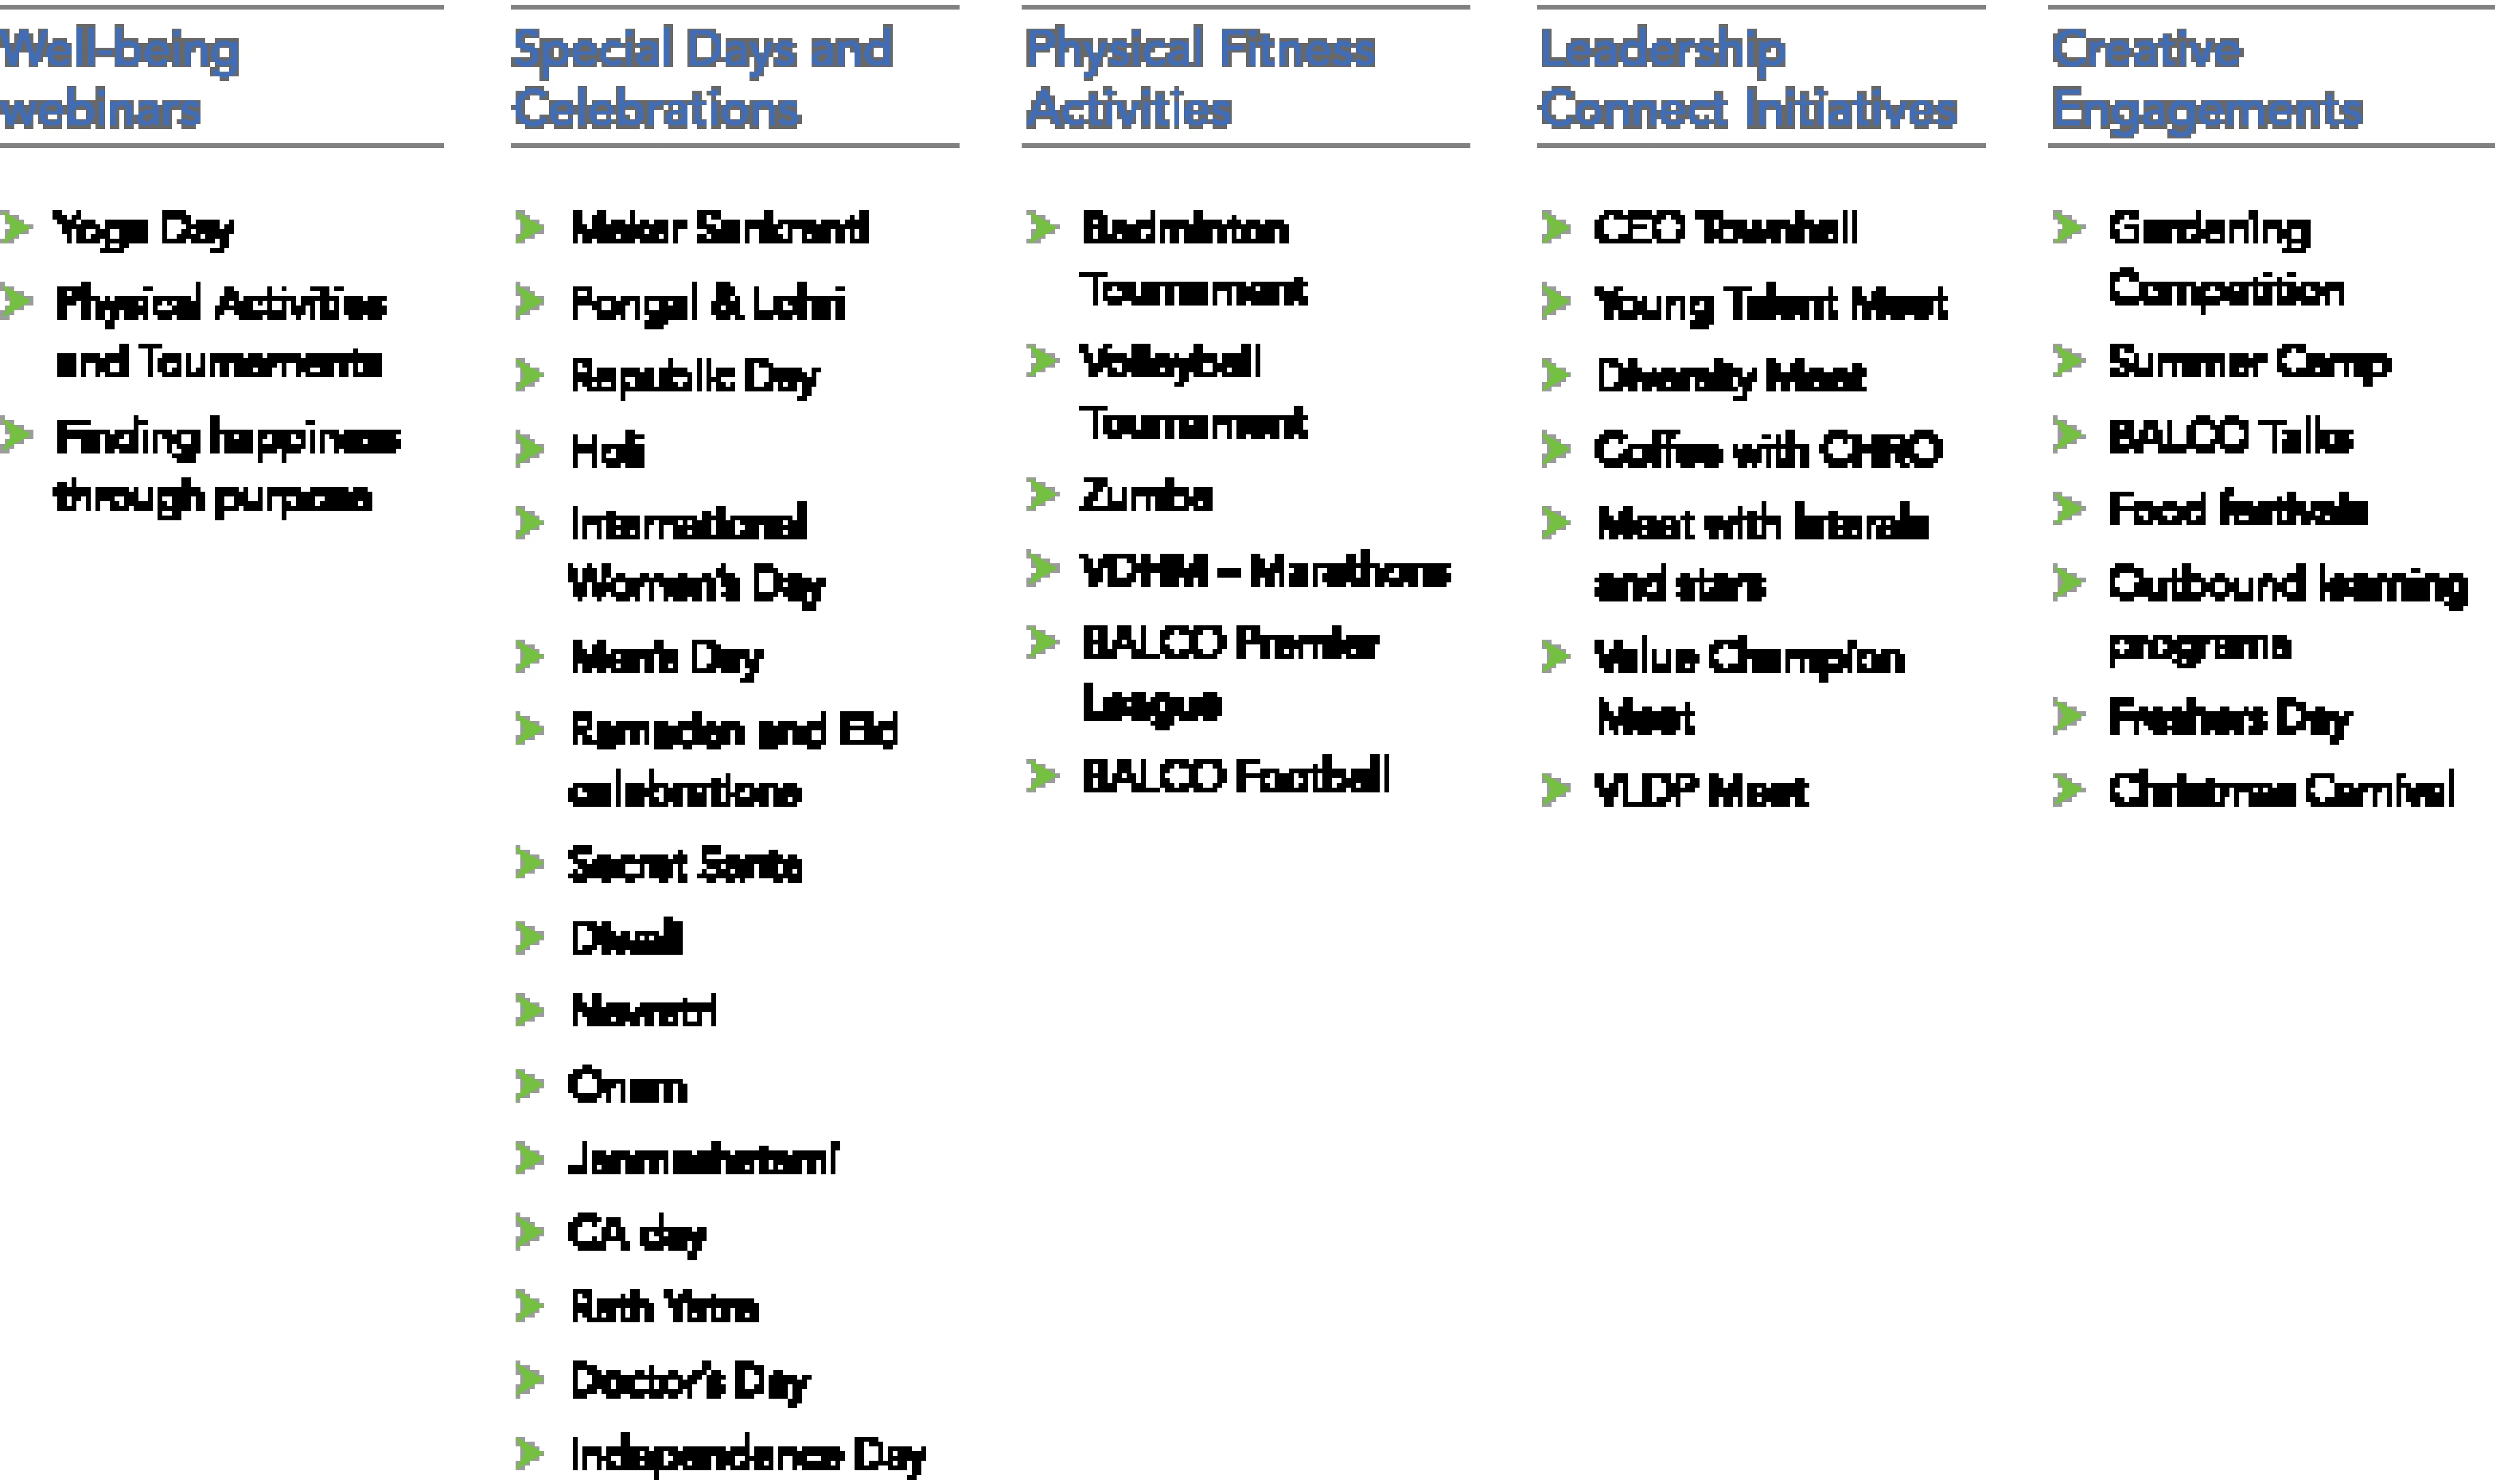 Well-being
webinars
Yoga Day
Physical Activities
and Tournaments
Finding happiness
through purpose
Special Days and
Celebrations
Makar Sankranti
Pongal & Lohri
Republic Day
Holi
International
Women's Day
Men's Day
Ramadan and Eid
celebrations
Secret Santa
Diwali
Navratri
Onam
Janmashatami
CA day
Rath Yatra
Doctor's Day
Independence Day
Physical Fitness
Activities
Badminton
Tournament
Volleyball
Tournament
Zumba
VDHM – Marathons
BALCO Premier
League
BALCO Football
Leadership
Connect Initiatives
CEO Townhall
Young Talent Meet
Diversity Meet
Coffee with CHRO
Meet with Interns
and stars
Value Champion
Meet
VLDP Meet
Creative
Engagements
Gardening
Competition
Summer Camp
BALCO Talks
Food festivals
Outbound learning
programs
Freshers Day
Christmas Carnival